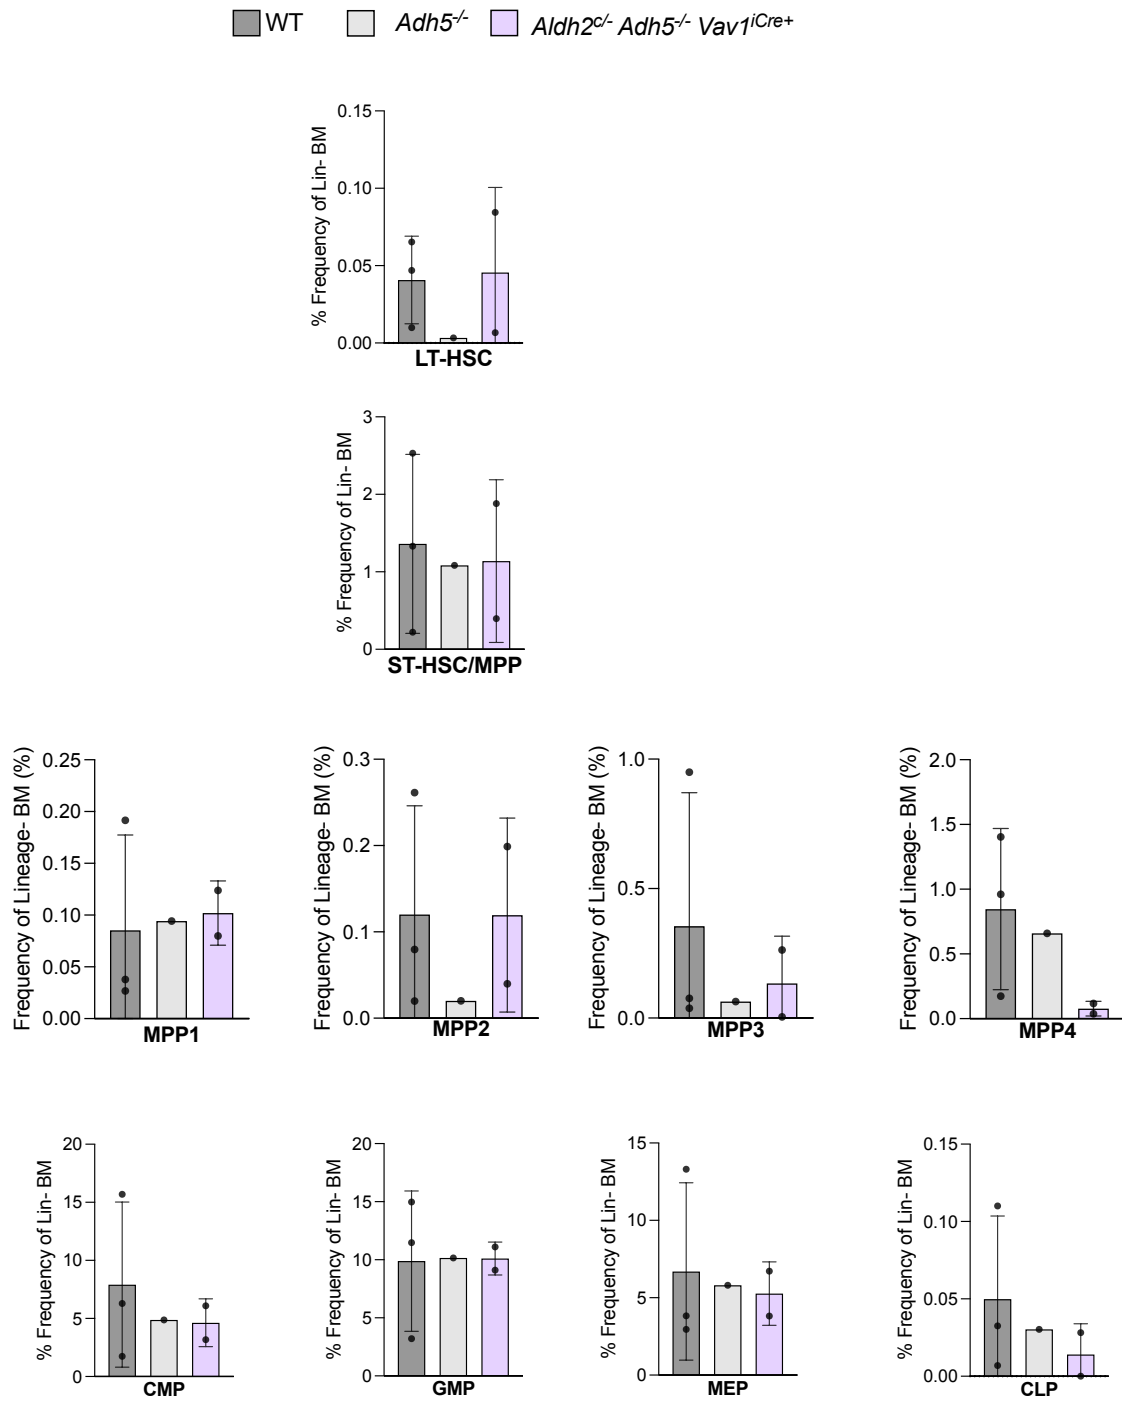 WT Adh5-/- Aldh2c/- Adh5-/- Vav1iCre+
% Frequency of Lin- BM
0.15
0.10
0.05
0.00
LT-HSC
% Frequency of Lin- BM
3
2
1
0
ST-HSC/MPP
Frequency of Lineage- BM (%)
0.25
0.20
0.15
0.10
0.05
0.00
MPP1
Frequency of Lineage- BM (%)
0.3
0.2
0.1
0.0
MPP2
Frequency of Lineage- BM (%)
1.0
0.5
0.0
MPP3
Frequency of Lineage- BM (%)
2.0
1.5
1.0
0.5
0.0
MPP4
% Frequency of Lin- BM
20
15
10
5
0
CMP
% Frequency of Lin- BM
20
15
10
5
0
GMP
% Frequency of Lin- BM
15
10
5
0
MEP
% Frequency of Lin- BM
0.15
0.10
0.05
0.00
CLP